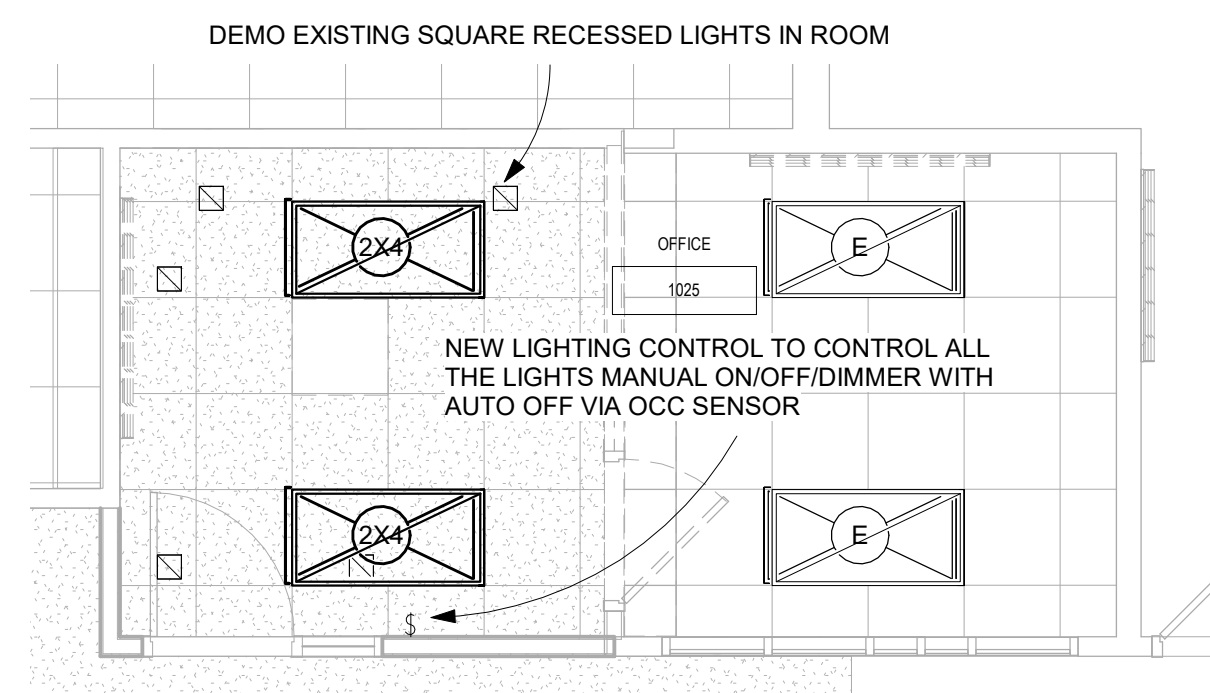 DEMO EXISTING SQUARE RECESSED LIGHTS IN ROOM
2X4
OFFICE
E
1025
NEW LIGHTING CONTROL TO CONTROL ALL
THE LIGHTS MANUAL ON/OFF/DIMMER WITH
AUTO OFF VIA OCC SENSOR
2X4
E
$